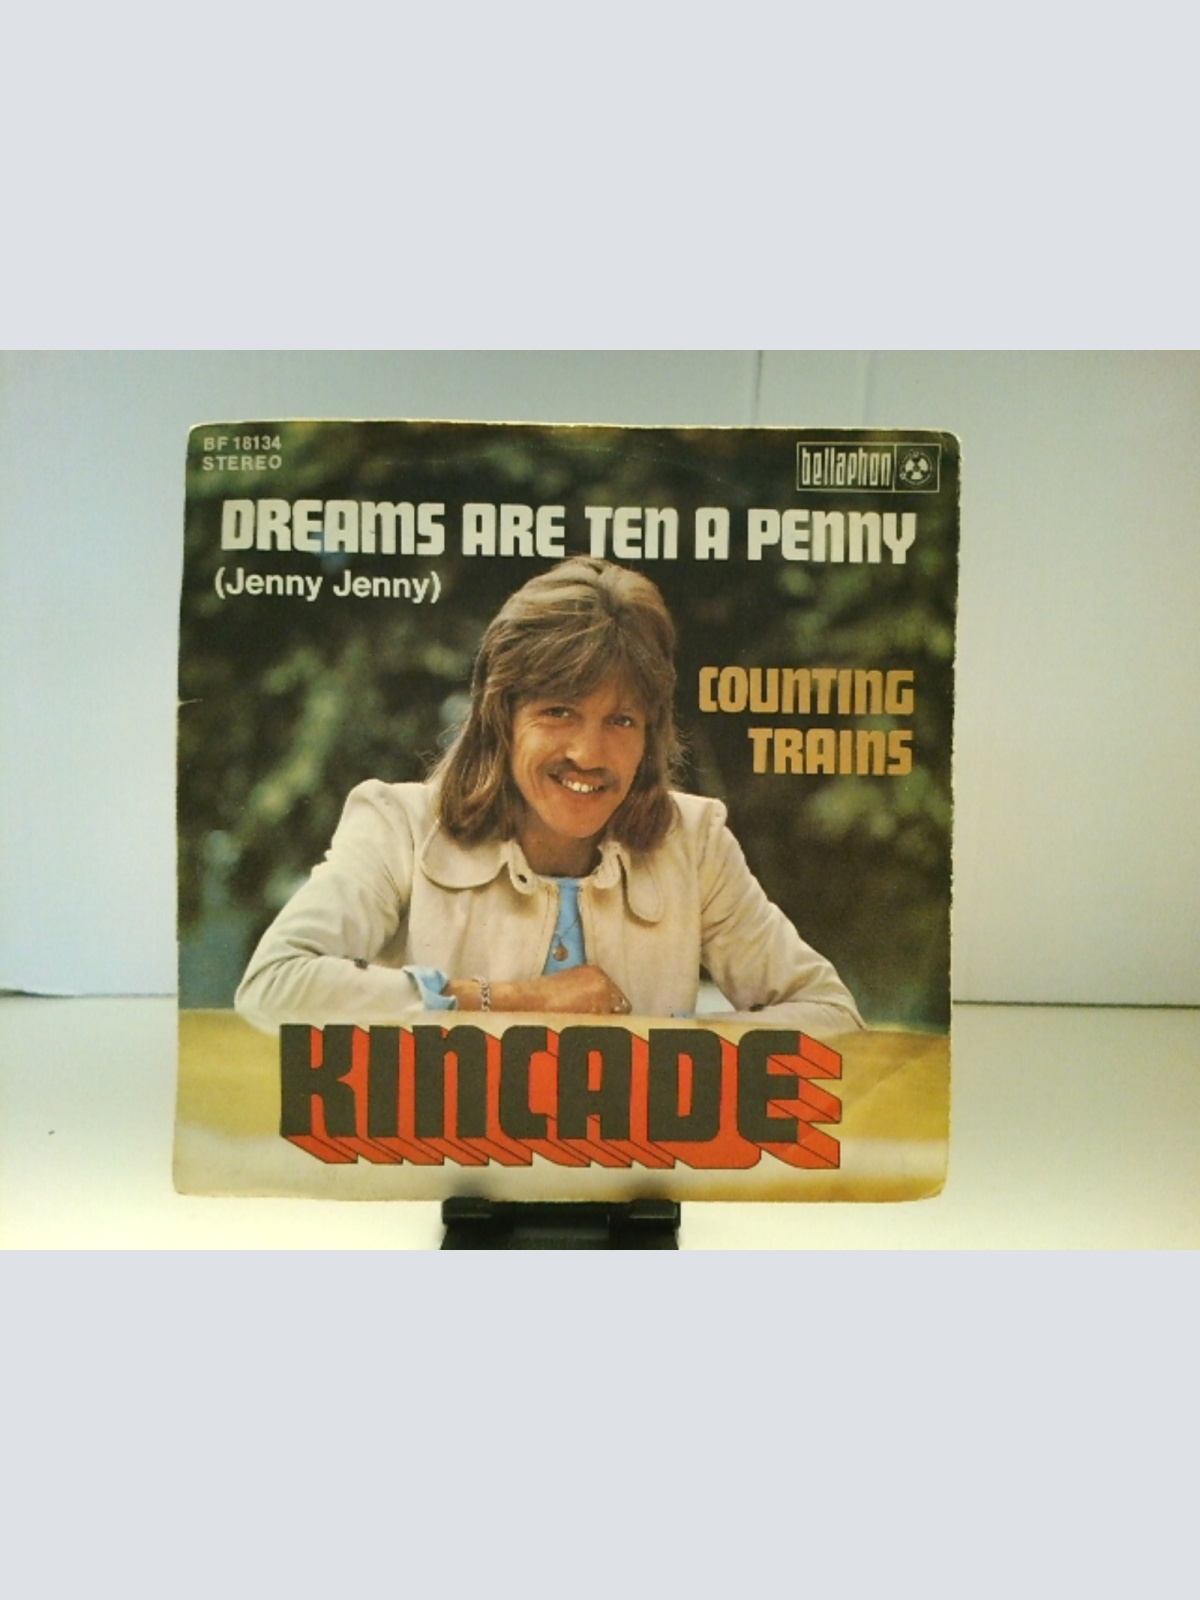 BF 18134
STEREO
bellaphon
DREAMS ARE TEN A PENNY
(Jenny Jenny)
COUNTING
TRAINS
KINCADE